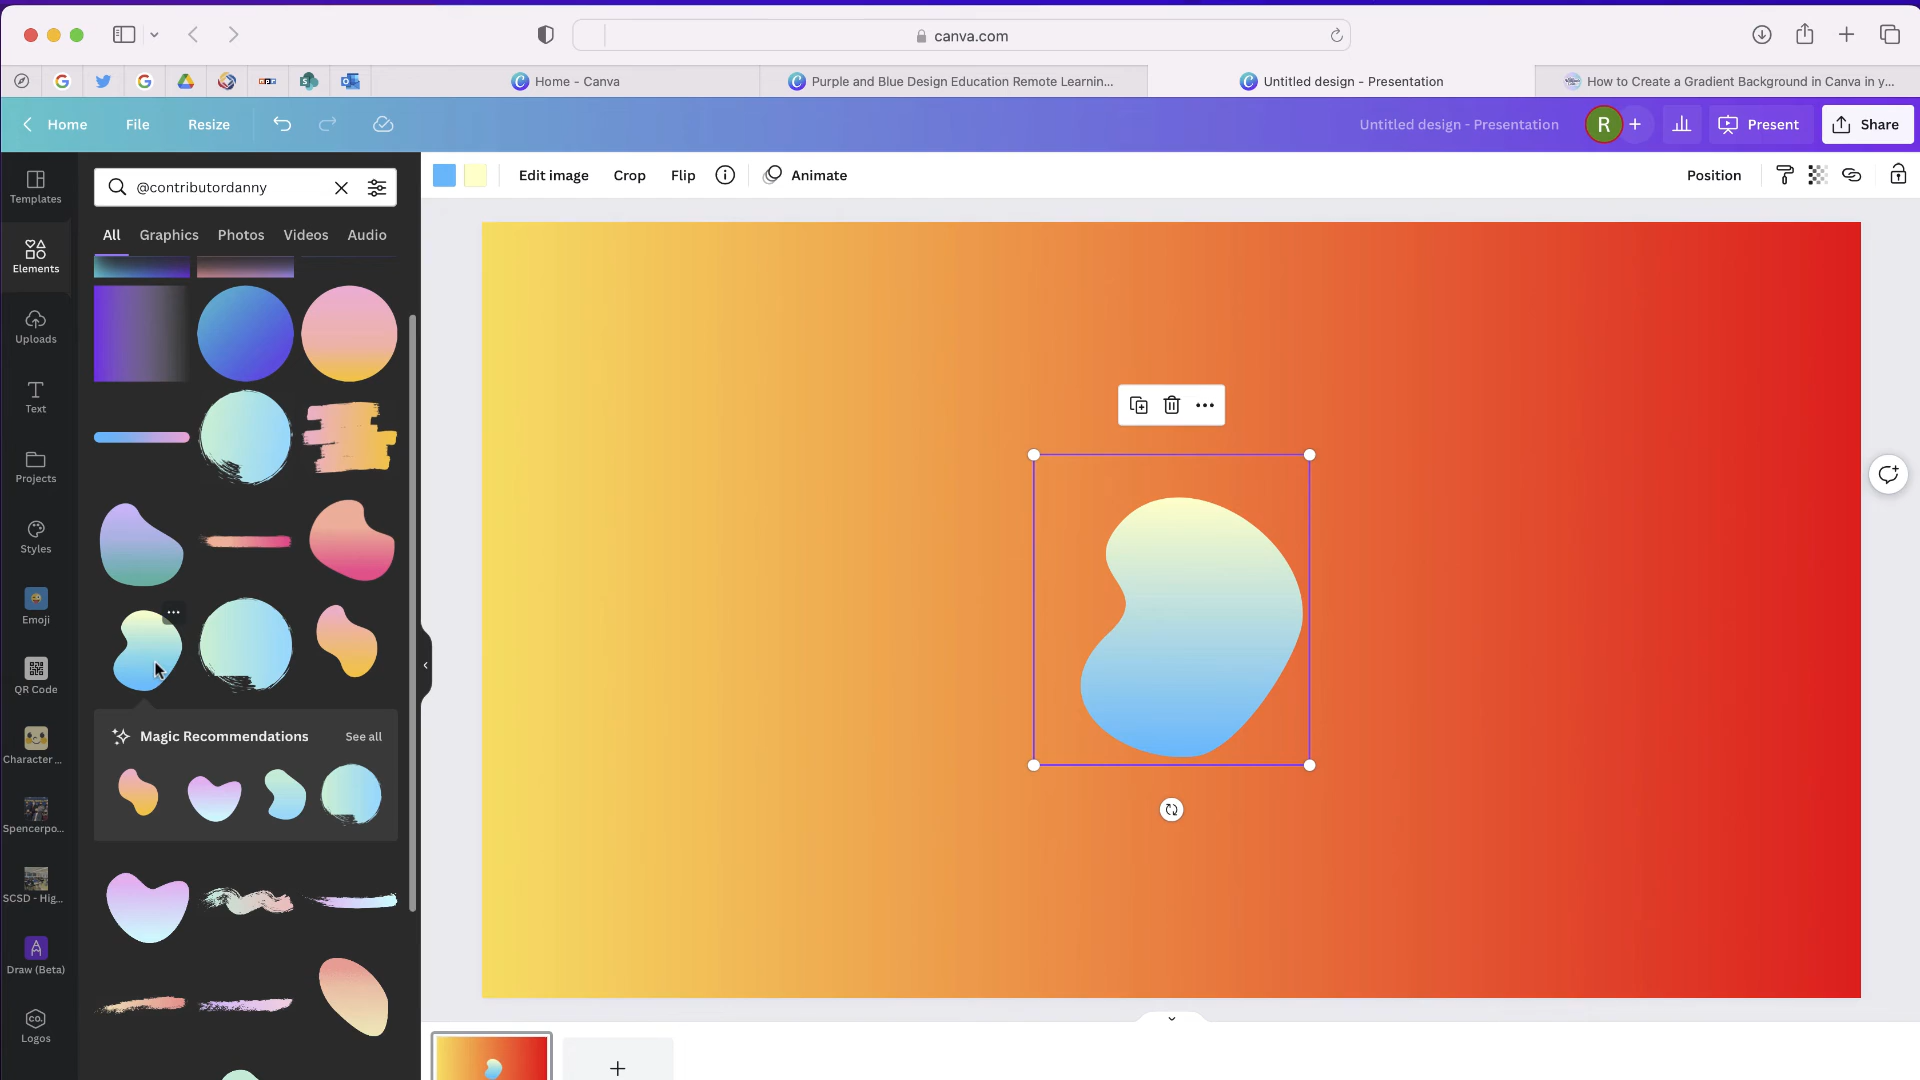 canva.com
Home - Canva
Purple and Blue Design Education Remote Learnin...
Untitled design - Presentation
How to Create a Gradient Background in Canva in y...
Home
File
Resize
Untitled design - Presentation
R
Present
Share
Templates
Elements
Uploads
Text
Projects
Styles
Emoji
QR Code
Character ...
Spencerpo...
SCSD - Hig...
Draw (Beta)
CO.
Logos
@contributordanny
All
Graphics
Photos
Videos
Audio
Magic Recommendations
See all
Edit image
Crop
Flip
Animate
Position